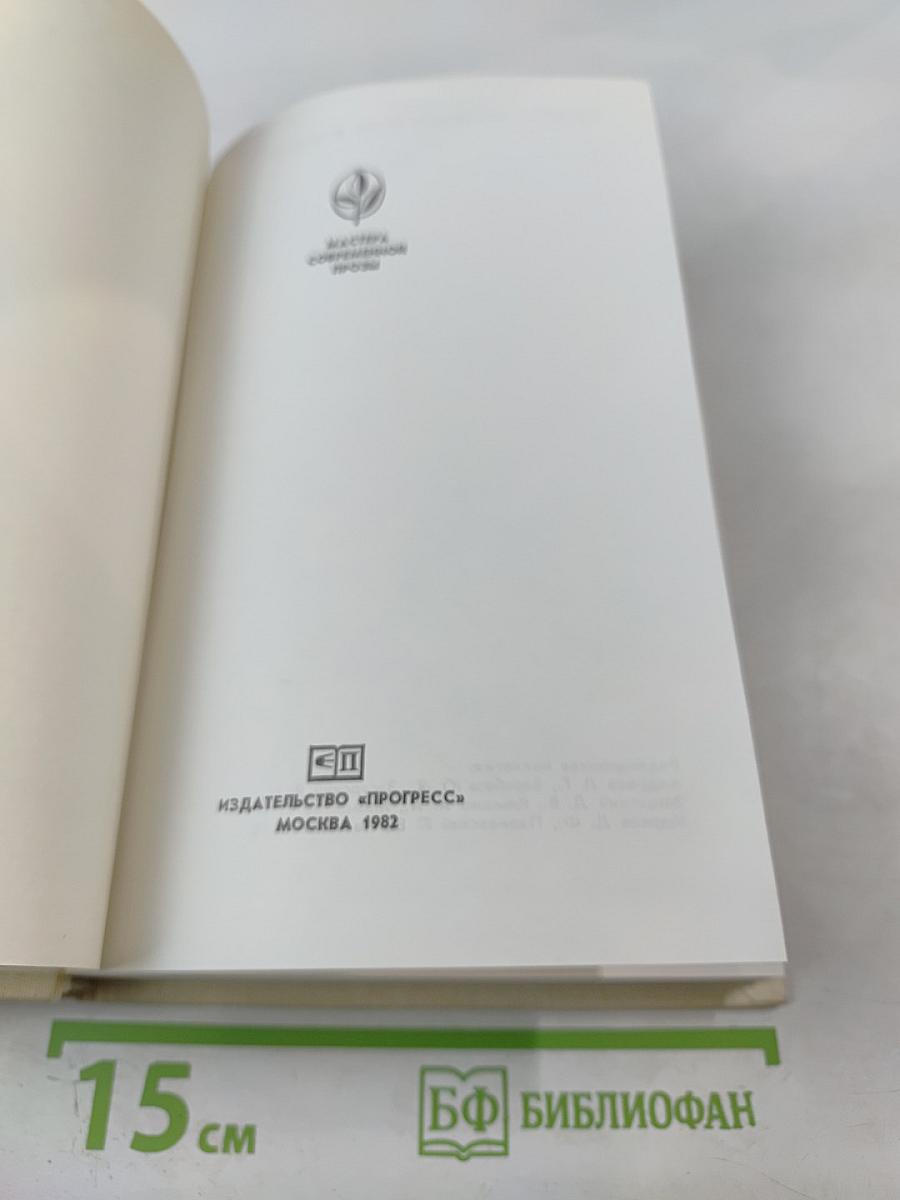 МАСТЕРА
СОВРЕМЕННОЙ
ПРОЗЫ
П
ИЗДАТЕЛЬСТВО «ПРОГРЕСС»
МОСКВА 1982
15 см
БФ БИБЛИОФАН